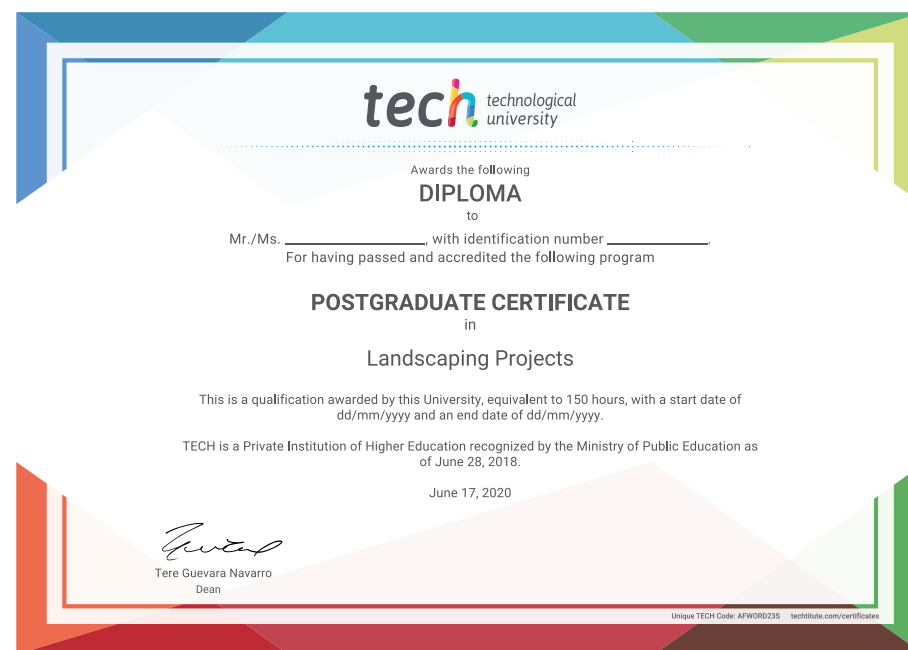 tech technological
university
Awards the following
DIPLOMA
to
Mr./Ms. ____________________, with identification number ______________.
For having passed and accredited the following program
POSTGRADUATE CERTIFICATE
in
Landscaping Projects
This is a qualification awarded by this University, equivalent to 150 hours, with a start date of
dd/mm/yyyy and an end date of dd/mm/yyyy.
TECH is a Private Institution of Higher Education recognized by the Ministry of Public Education as
of June 28, 2018.
June 17, 2020
Tere Guevara Navarro
Dean
Unique TECH Code: AFWORD23S techtitute.com/certificates